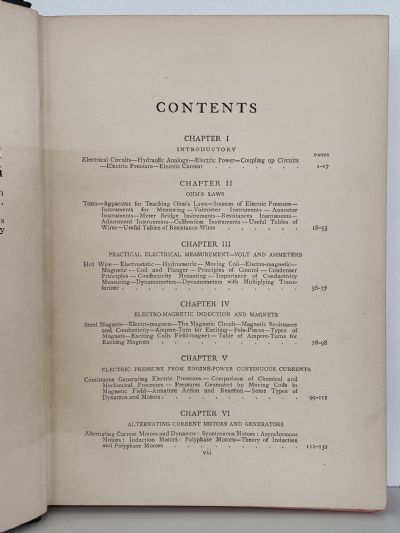 CONTENTS
CHAPTER I
INTRODUCTORY
PAGES
Electrical Circuits—Hydraulic Analogy—Electric Power—Coupling up Circuits
—Electric Pressure—Electric Current 1-17
CHAPTER II
OHM'S LAWS
Tests—Apparatus for Teaching Ohm's Laws—Sources of Electric Pressure—
Instruments for Measuring—Voltmeter Instruments—Ammeter
Instruments—Meter Bridge Instruments—Resistance Instruments—
Adjustment Instruments—Calibration Instruments—Useful Tables of
Wires—Useful Tables of Resistance Wires 18-55
CHAPTER III
PRACTICAL ELECTRICAL MEASUREMENT—VOLT AND AMMETERS
Hot Wire—Electrostatic—Hydrometric—Moving Coil—Electro-magnetic—
Magnetic—Coil and Plunger—Principles of Control—Condenser
Principles—Conductivity Measuring—Importance of Conductivity
Measuring—Dynamometers—Dynamometers with Multiplying Trans-
former 56-77
CHAPTER IV
ELECTRO-MAGNETIC INDUCTION AND MAGNETS
Steel Magnets—Electro-magnets—The Magnetic Circuit—Magnetic Resistance
and Conductivity—Ampere-Turn for Exciting—Pole-Pieces—Types of
Magnets—Exciting Coils Field-magnet—Table of Ampere-Turns for
Exciting Magnets 78-98
CHAPTER V
ELECTRIC PRESSURE FROM ENGINE-POWER CONTINUOUS CURRENTS
Continuous Generating Electric Pressures—Comparison of Chemical and
Mechanical Processes—Pressures Generated by Moving Coils in
Magnetic Field—Armature Action and Reaction—Some Types of
Dynamos and Motors 99-111
CHAPTER VI
ALTERNATING CURRENT MOTORS AND GENERATORS
Alternating Current Motors and Dynamos: Synchronous Motors: Asynchronous
Motors: Induction Motors: Polyphase Motors—Theory of Induction
and Polyphase Motors 112-130
vii